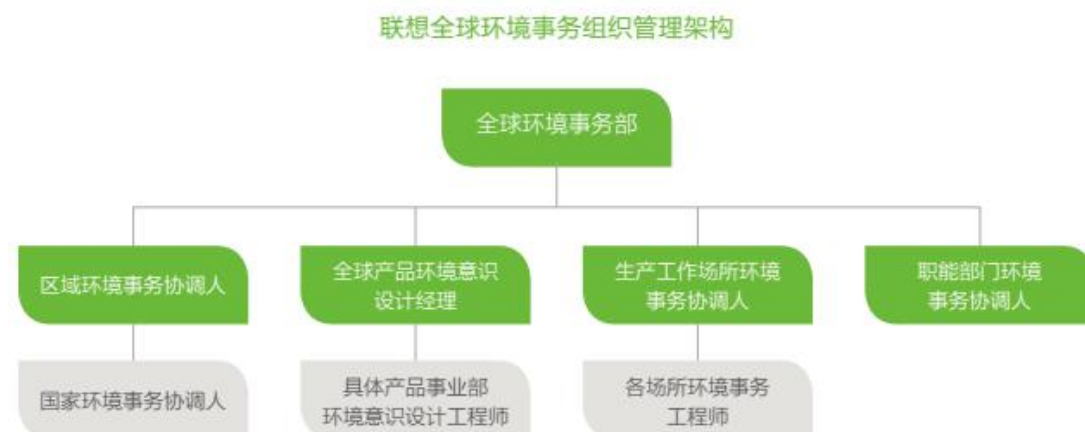 联想全球环境事务组织管理架构
全球环境事务部
区域环境事务协调人
全球产品环境意识
设计经理
生产工作场所环境
事务协调人
职能部门环境
事务协调人
国家环境事务协调人
具体产品事业部
环境意识设计工程师
各场所环境事务
工程师